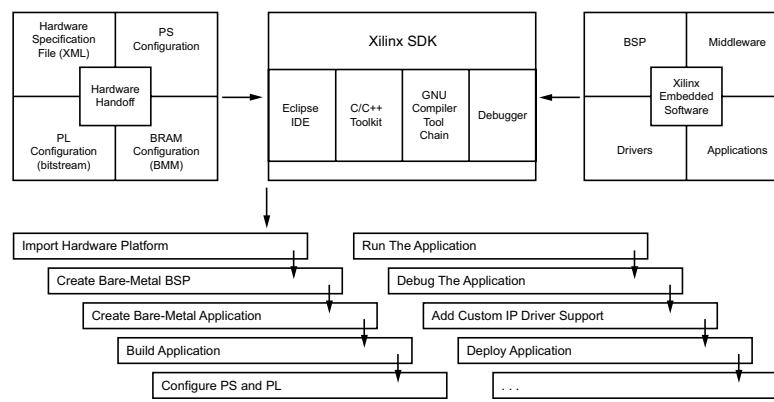 Hardware
Specification
File (XML)
PS
Configuration
Hardware
Handoff
PL
Configuration
(bitstream)
BRAM
Configuration
(BMM)
Xilinx SDK
Eclipse
IDE
C/C++
Toolkit
GNU
Compiler
Tool
Chain
Debugger
BSP
Middleware
Xilinx
Embedded
Software
Drivers
Applications
Import Hardware Platform
Create Bare-Metal BSP
Create Bare-Metal Application
Build Application
Configure PS and PL
Run The Application
Debug The Application
Add Custom IP Driver Support
Deploy Application
. . .